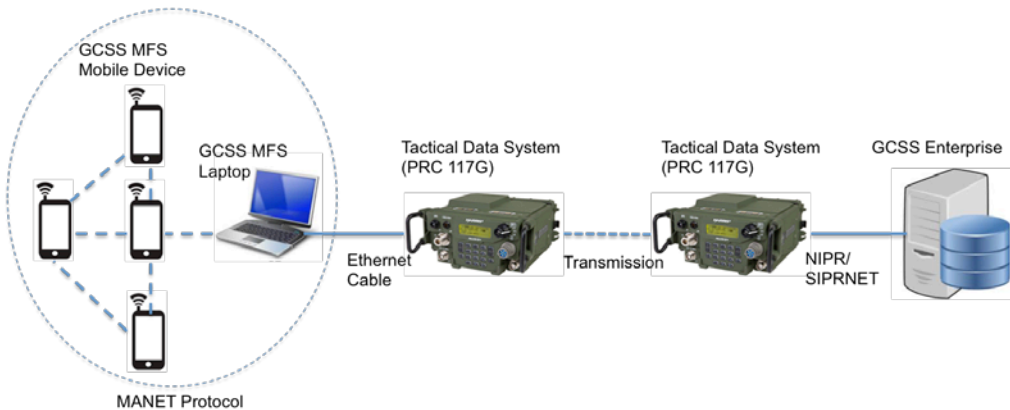 GCSS MFS
Mobile Device
GCSS MFS
Laptop
Tactical Data System
(PRC 117G)
Tactical Data System
(PRC 117G)
GCSS Enterprise
Ethernet
Cable
Transmission
NIPR/
SIPRNET
MANET Protocol